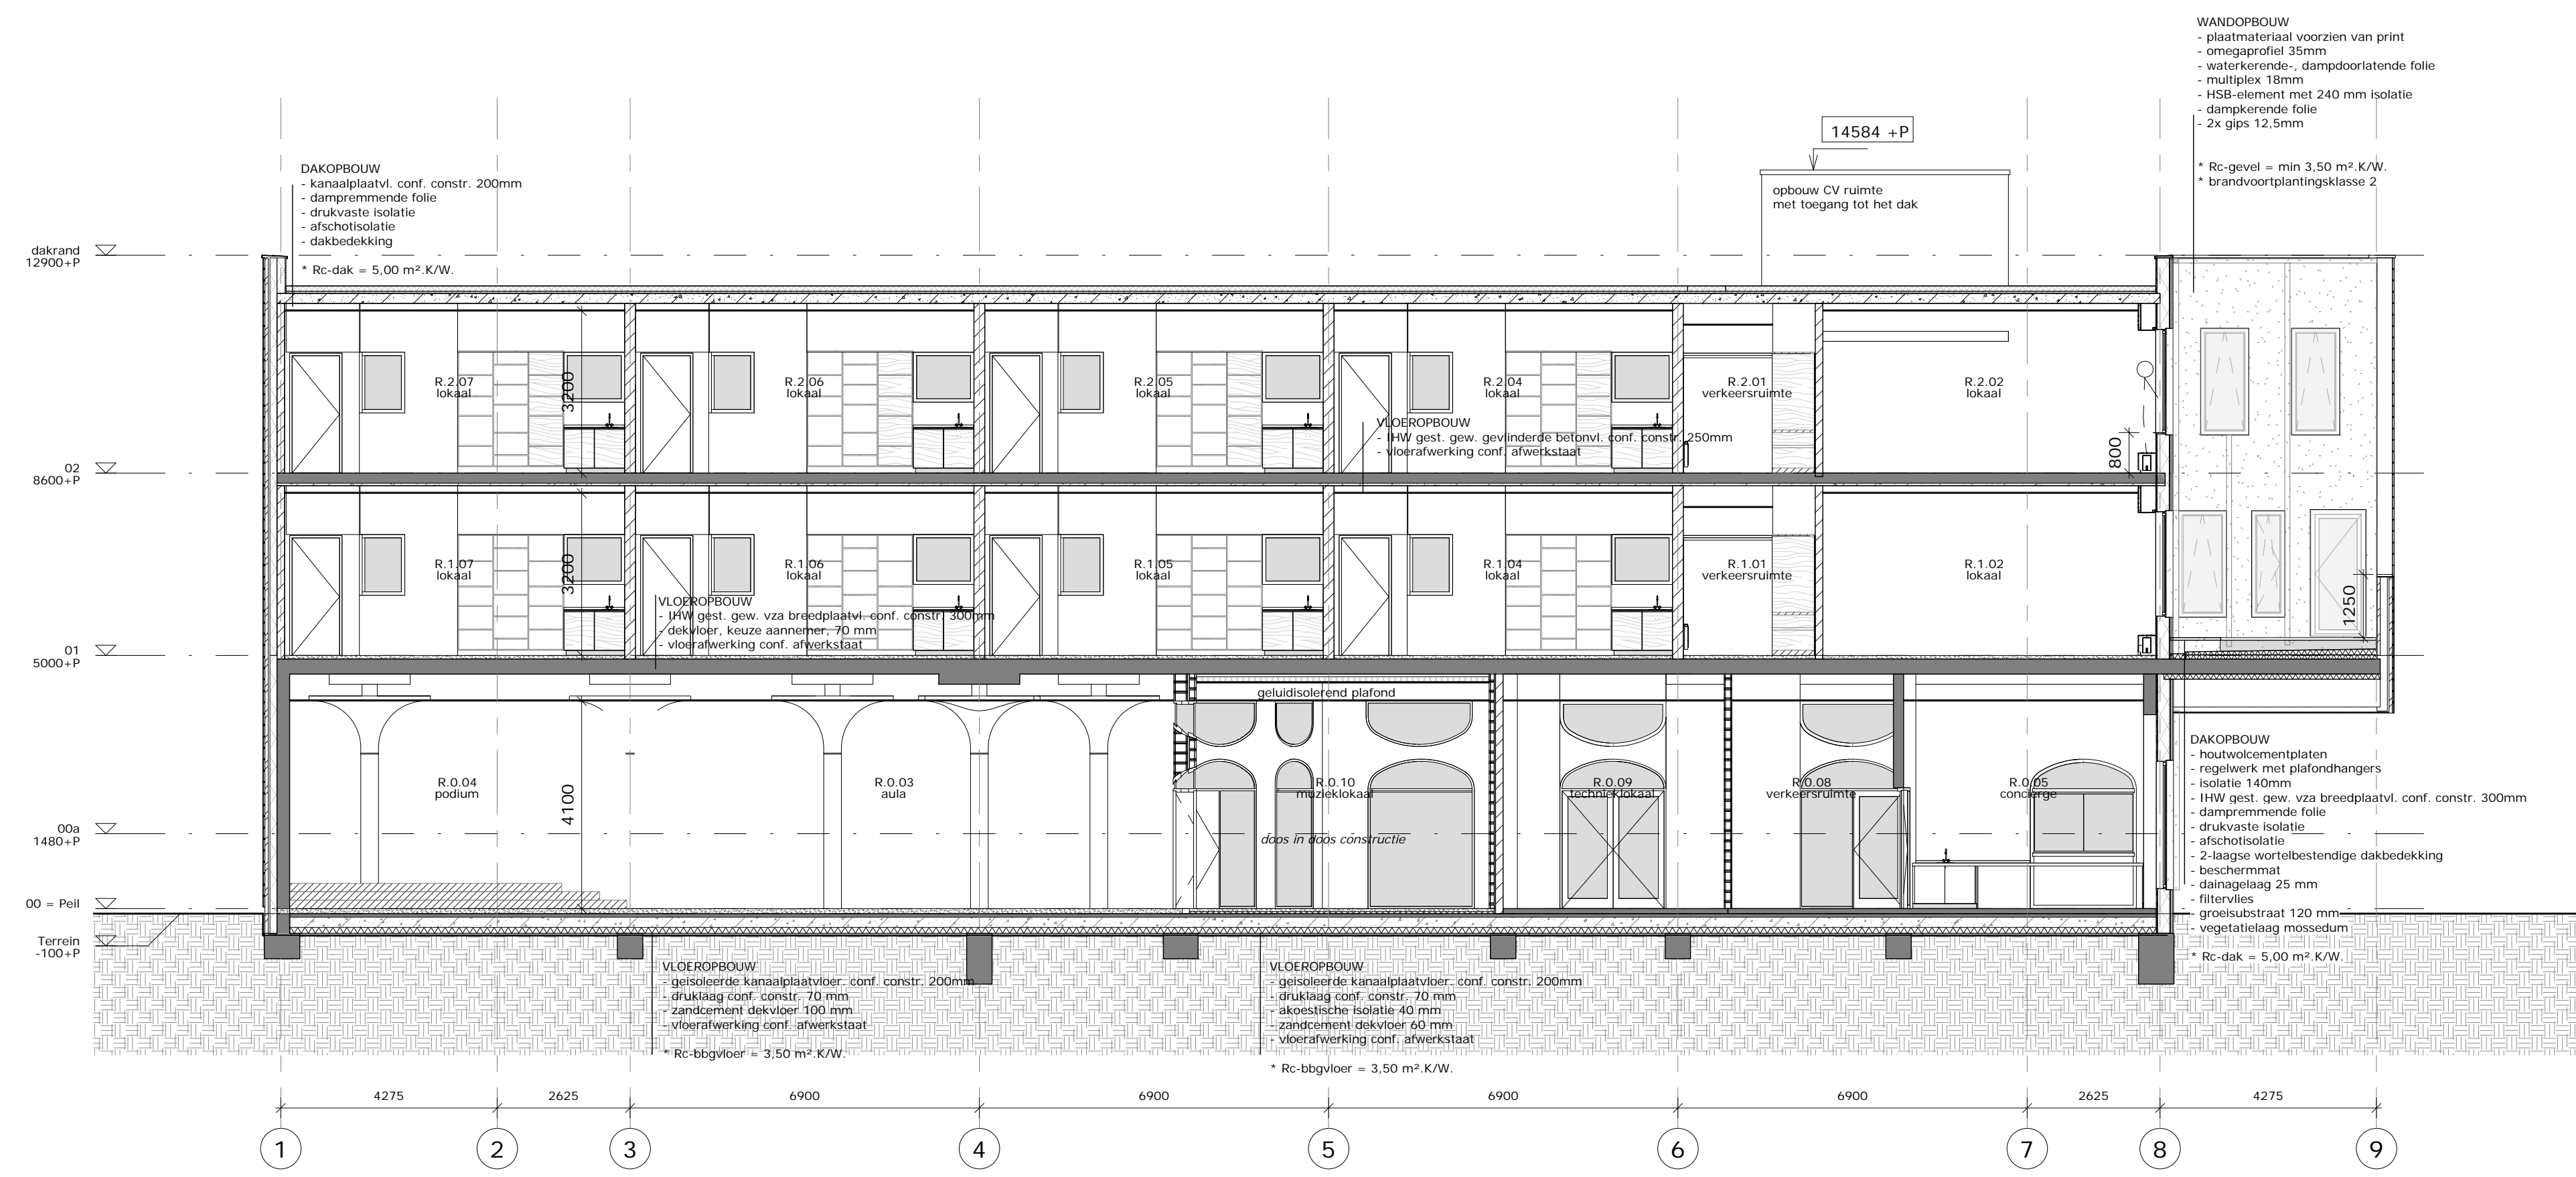 WANDOPBOUW
- plaatmateriaal voorzien van print
- omegaprofiel 35mm
- waterkerende-, dampdoorlatende folie
- multiplex 18mm
- HSB-element met 240 mm isolatie
- dampkerende folie
- 2x gips 12,5mm
* Rc-gevel = min 3,50 m².K/W.
* brandvoortplantingsklasse 2
14584 +P
opbouw CV ruimte
met toegang tot het dak
DAKOPBOUW
- kanaalplaatvl. conf. constr. 200mm
- dampremmende folie
- drukvaste isolatie
- afschotisolatie
- dakbedekking
* Rc-dak = 5,00 m².K/W.
dakrand
12900+P
R.2.07
lokaal
3200
R.2.06
lokaal
R.2.05
lokaal
R.2.04
lokaal
R.2.01
verkeersruimte
R.2.02
lokaal
800
VLOEROPBOUW
- IHW gest. gew. gevlinderde betonvl. conf. constr. 250mm
- vloerafwerking conf. afwerkstaat
02
8600+P
R.1.07
lokaal
3200
R.1.06
lokaal
R.1.05
lokaal
R.1.04
lokaal
R.1.01
verkeersruimte
R.1.02
lokaal
1250
VLOEROPBOUW
- IHW gest. gew. vza breedplaatvl. conf. constr. 300mm
- dekvloer, keuze aannemer, 70 mm
- vloerafwerking conf. afwerkstaat
01
5000+P
geluidisolerend plafond
R.0.04
podium
4100
R.0.03
aula
R.0.10
muzieklokaal
R.0.09
technieklokaal
R.0.08
verkeersruimte
R.0.05
concierge
doos in doos constructie
00a
1480+P
00 = Peil
Terrein
-100+P
DAKOPBOUW
- houtwolcementplaten
- regelwerk met plafondhangers
- isolatie 140mm
- IHW gest. gew. vza breedplaatvl. conf. constr. 300mm
- dampremmende folie
- drukvaste isolatie
- afschotisolatie
- 2-laagse wortelbestendige dakbedekking
- beschermmat
- dainagelaag 25 mm
- filtervlies
- groeisubstraat 120 mm
- vegetatielaag mossedum
* Rc-dak = 5,00 m².K/W.
VLOEROPBOUW
- geisoleerde kanaalplaatvloer. conf. constr. 200mm
- druklaag conf. constr. 70 mm
- zandcement dekvloer 100 mm
- vloerafwerking conf. afwerkstaat
* Rc-bbgvloer = 3,50 m².K/W.
VLOEROPBOUW
- geisoleerde kanaalplaatvloer. conf. constr. 200mm
- druklaag conf. constr. 70 mm
- akoestische isolatie 40 mm
- zandcement dekvloer 60 mm
- vloerafwerking conf. afwerkstaat
* Rc-bbgvloer = 3,50 m².K/W.
4275 2625 6900 6900 6900 6900 2625 4275
1 2 3 4 5 6 7 8 9